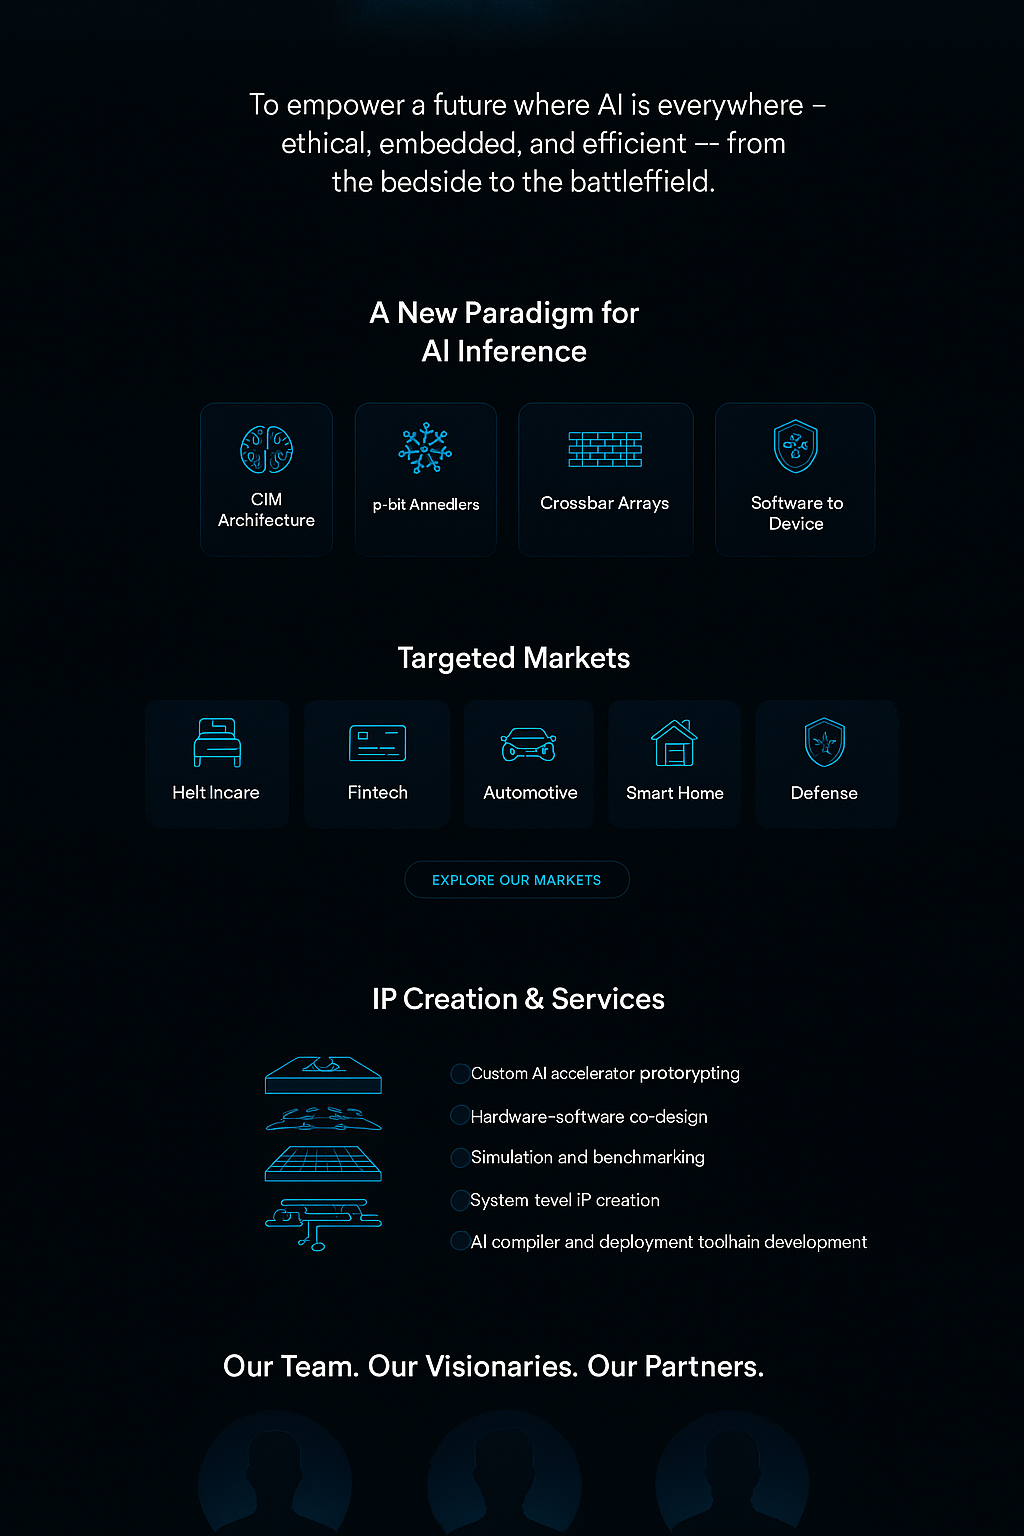 To empower a future where AI is everywhere –
ethical, embedded, and efficient –- from
the bedside to the battleffield.
A New Paradigm for
AI Inference
CIM
Archifecture
p-bit Annedlers
Crossbar Arrays
Software to
Device
Targeted Markets
Helt Incare
Fintech
Automotive
Smart Home
Defense
EXPLORE OUR MARKETS
IP Creation & Services
Custom AI accelerator protorypting
Hardware-software co-design
Simulation and benchmarking
System tevel iP creation
AI compiler and deployment toolhain development
Our Team. Our Visionaries. Our Partners.